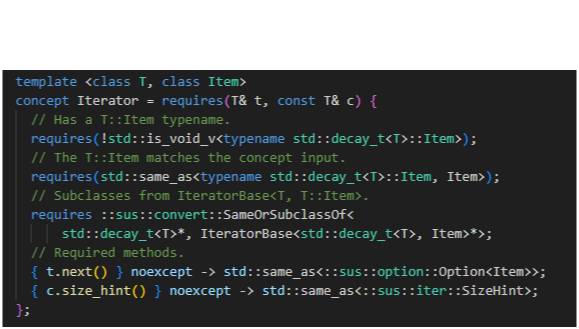 template <class T, class Item>
concept Iterator = requires(T& t, const T& c) {
  // Has a T::Item typename.
  requires(!std::is_void_v<typename std::decay_t<T>::Item>);
  // The T::Item matches the concept input.
  requires(std::same_as<typename std::decay_t<T>::Item, Item>);
  // Subclasses from IteratorBase<T, T::Item>.
  requires ::sus::convert::SameOrSubclassOf<
      std::decay_t<T>*, IteratorBase<std::decay_t<T>, Item>*>;
  // Required methods.
  { t.next() } noexcept -> std::same_as<::sus::option::Option<Item>>;
  { c.size_hint() } noexcept -> std::same_as<::sus::iter::SizeHint>;
};